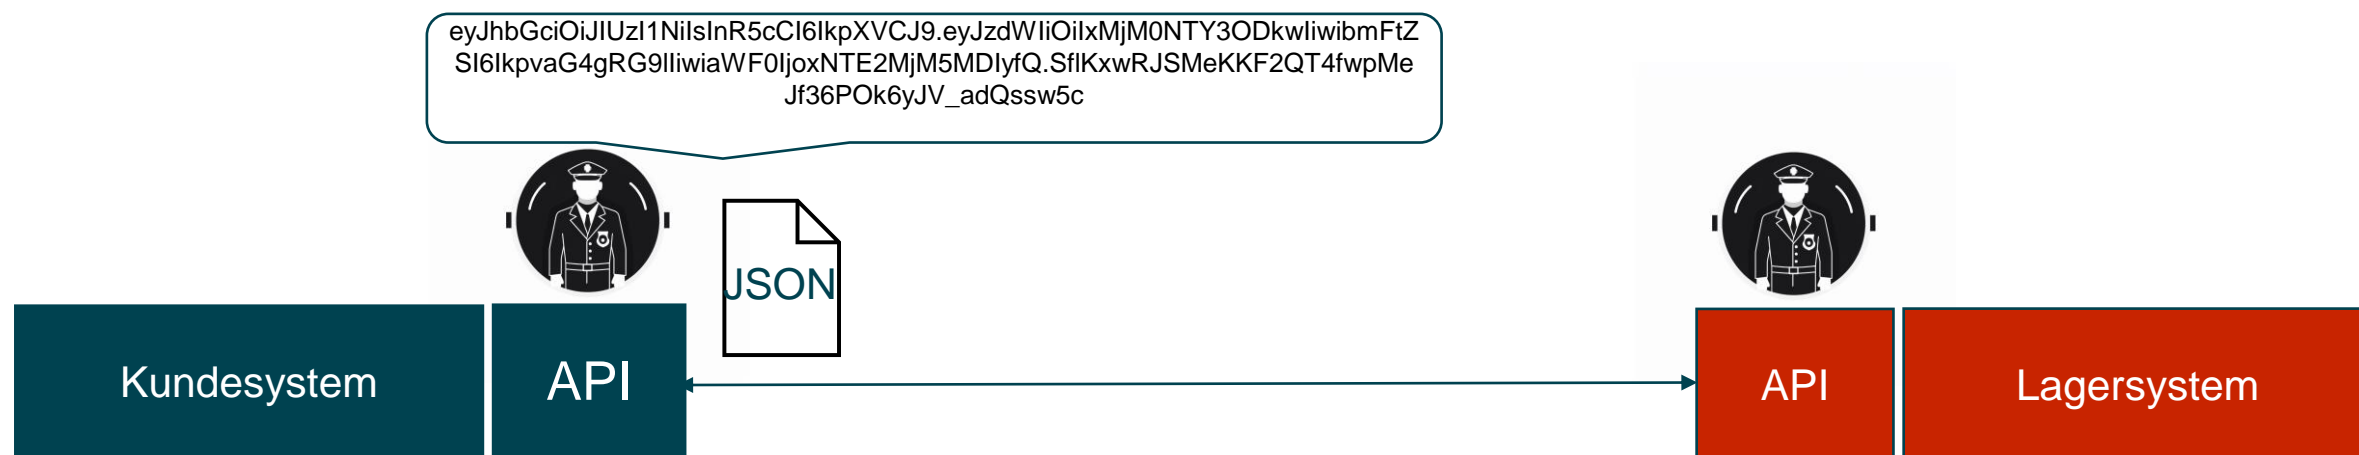 eyJhbGciOiJIUzI1NiIsInR5cCI6IkpXVCJ9.eyJzdWIiOiIxMjM0NTY3ODkwIiwibmFtZ
SI6IkpvaG4gRG9lIiwiaWF0IjoxNTE2MjM5MDIyfQ.SflKxwRJSMeKKF2QT4fwpMe
Jf36POk6yJV_adQssw5c
JSON
Kundesystem
API
API
Lagersystem